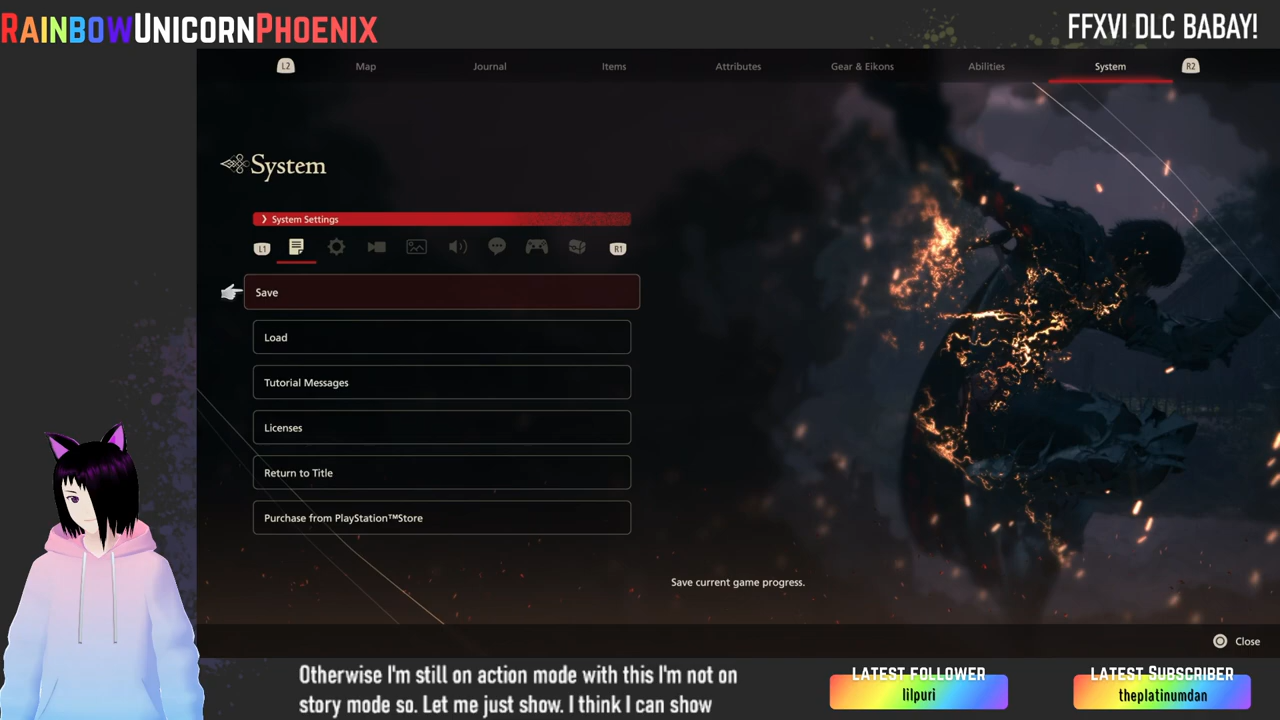 RAINBOWUNICORNPHOENIX
FFXVI DLC BABAY!
L2 Map Journal Items Attributes Gear & Eikons Abilities System R2
System
System Settings
L1 R1
Save
Load
Tutorial Messages
Licenses
Return to Title
Purchase from PlayStation™Store
Save current game progress.
Close
Otherwise I'm still on action mode with this I'm not on
story mode so. Let me just show. I think I can show
LATEST FOLLOWER
lilpuri
LATEST SUBSCRIBER
theplatinumdan